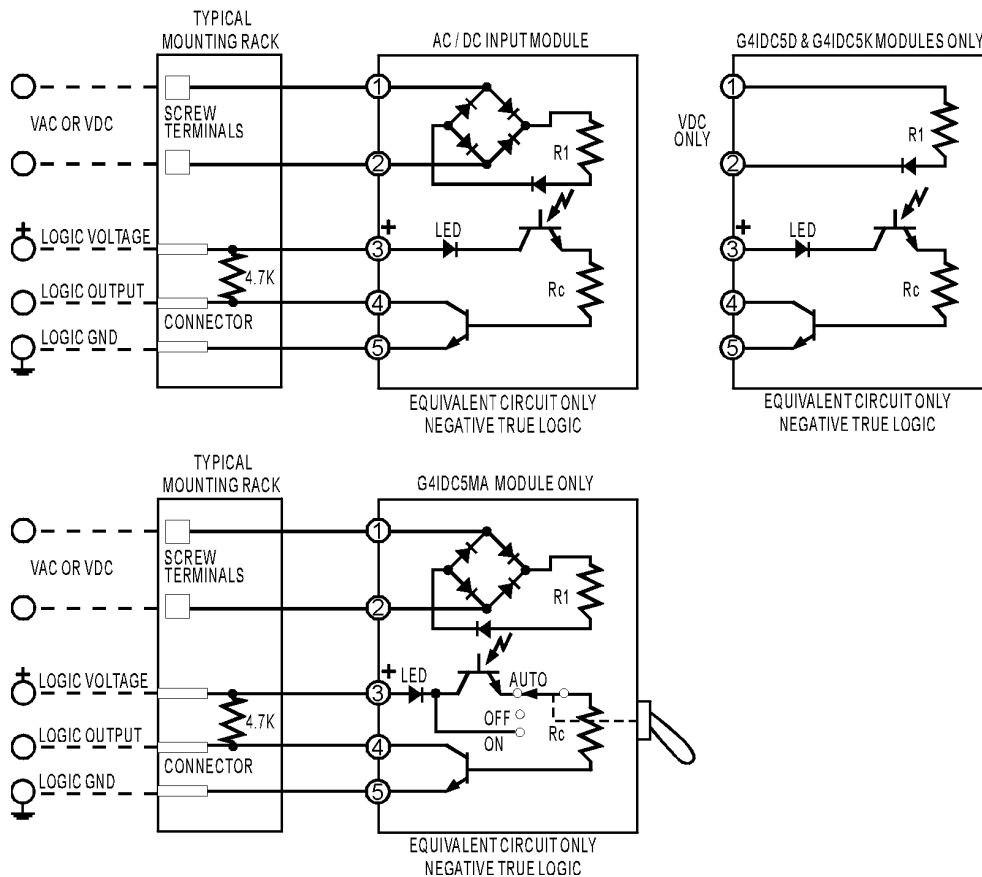 TYPICAL
MOUNTING RACK
AC / DC INPUT MODULE
G4IDC5D & G4IDC5K MODULES ONLY
VAC OR VDC
SCREW
TERMINALS
1
2
R1
+
LOGIC VOLTAGE
4.7K
LOGIC OUTPUT
CONNECTOR
LOGIC GND
+
3
LED
4
Rc
5
EQUIVALENT CIRCUIT ONLY
NEGATIVE TRUE LOGIC
1
VDC
ONLY
2
R1
+
3
LED
4
Rc
5
EQUIVALENT CIRCUIT ONLY
NEGATIVE TRUE LOGIC
TYPICAL
MOUNTING RACK
G4IDC5MA MODULE ONLY
VAC OR VDC
SCREW
TERMINALS
1
2
R1
+
LOGIC VOLTAGE
4.7K
LOGIC OUTPUT
CONNECTOR
LOGIC GND
+
3
LED
AUTO
OFF
ON
Rc
4
5
EQUIVALENT CIRCUIT ONLY
NEGATIVE TRUE LOGIC